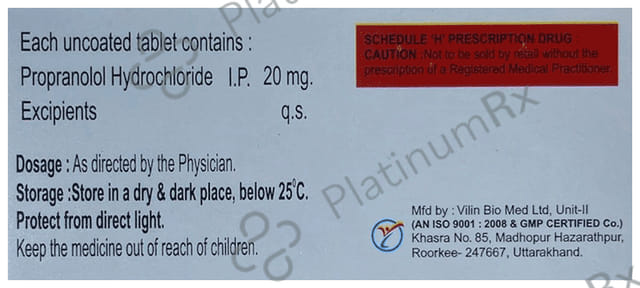 Each uncoated tablet contains :
Propranolol Hydrochloride I.P. 20 mg.
Excipients q.s.
Dosage : As directed by the Physician.
Storage :Store in a dry & dark place, below 25°C.
Protect from direct light.
Keep the medicine out of reach of children.
SCHEDULE 'H' PRESCRIPTION DRUG :
CAUTION : Not to be sold by retail without the
prescription of a Registered Medical Practitioner.
Mfd by : Vilin Bio Med Ltd, Unit-II
(AN ISO 9001 : 2008 & GMP CERTIFIED Co.)
Khasra No. 85, Madhopur Hazarathpur,
Roorkee- 247667, Uttarakhand.
PlatinumRx
PlatinumRx